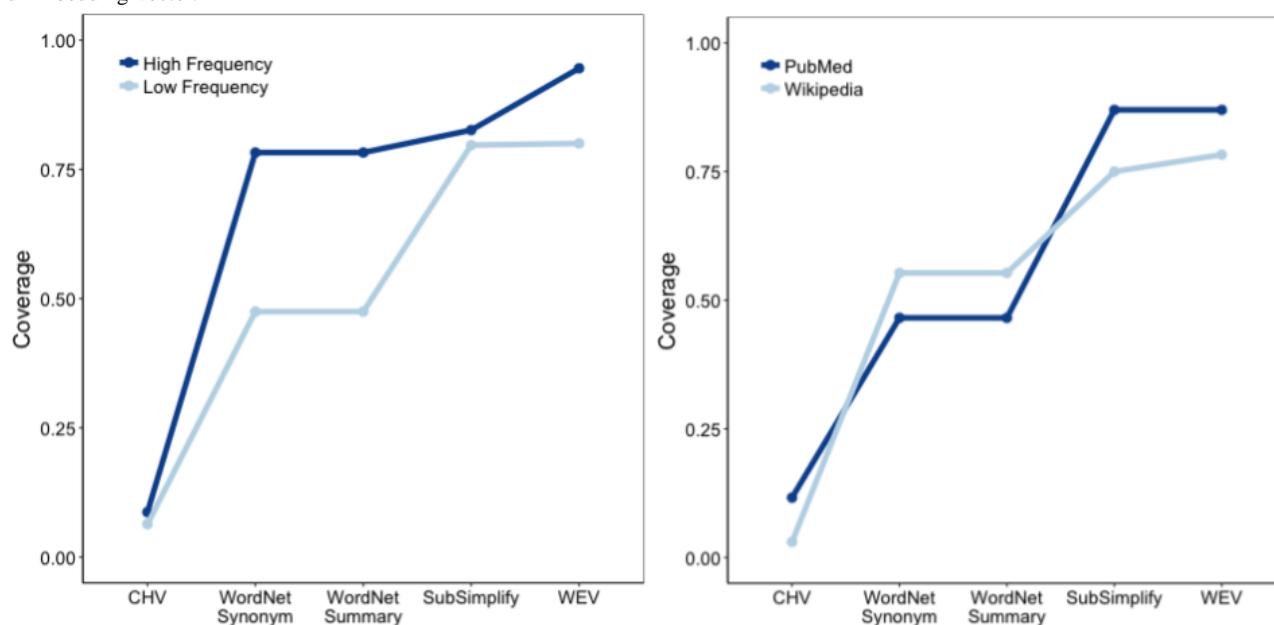 1.00
High Frequency
Low Frequency
0.75
Coverage
0.50
0.25
0.00
CHV
WordNet
Synonym
WordNet
Summary
SubSimplify
WEV
1.00
PubMed
Wikipedia
0.75
Coverage
0.50
0.25
0.00
CHV
WordNet
Synonym
WordNet
Summary
SubSimplify
WEV